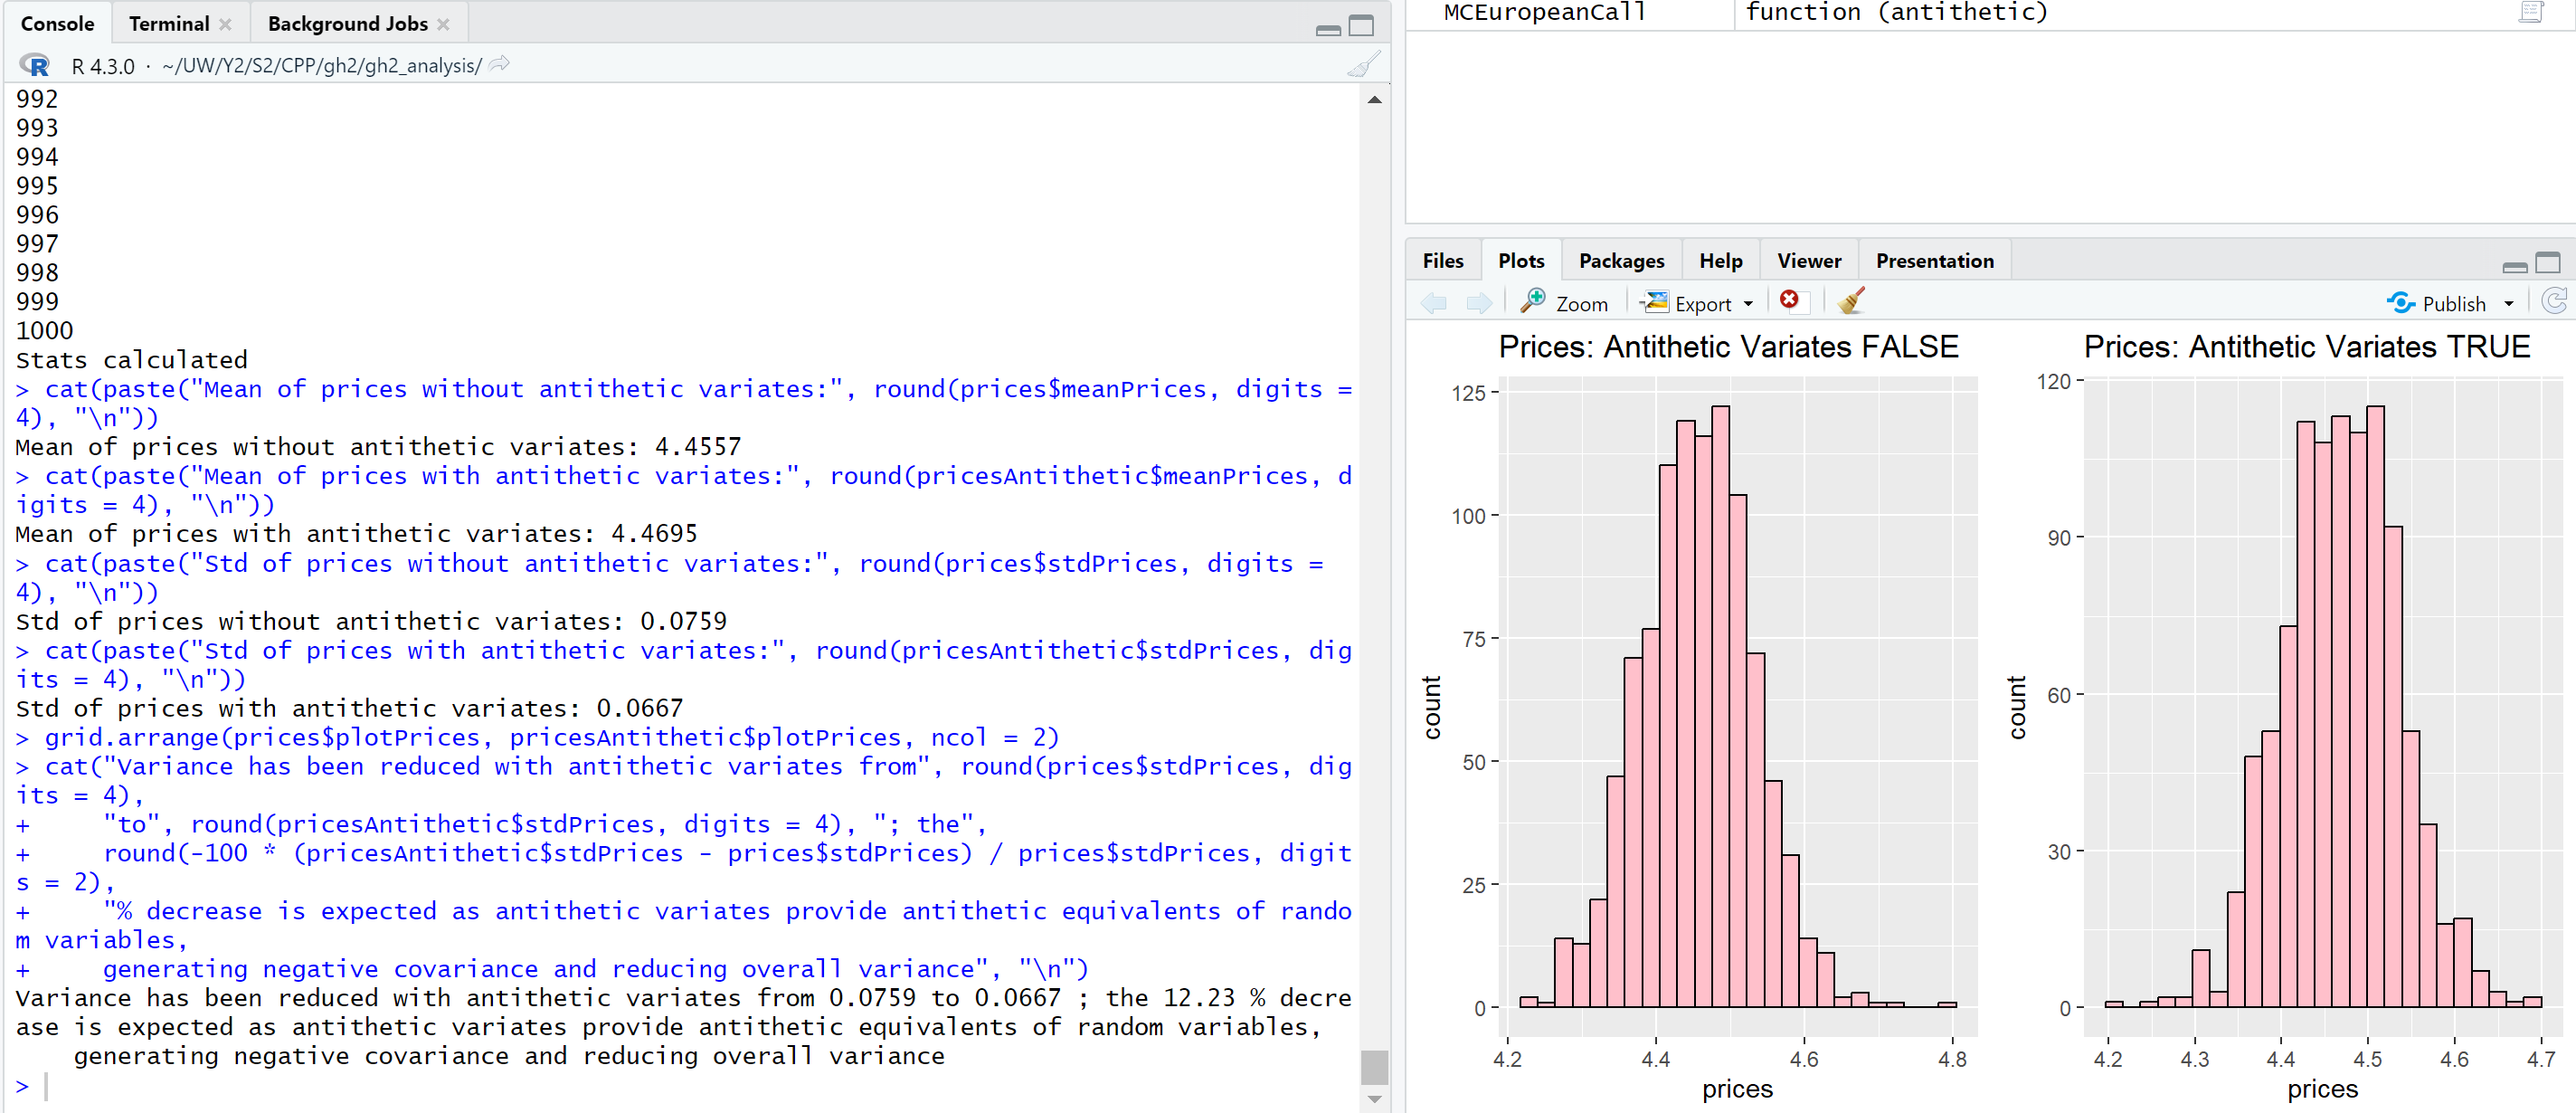 Console
Terminal
Background Jobs
R 4.3.0 · ~/UW/Y2/S2/CPP/gh2/gh2_analysis/
992
993
994
995
996
997
998
999
1000
Stats calculated
> cat(paste("Mean of prices without antithetic variates:", round(prices$meanPrices, digits =
4), "\n"))
Mean of prices without antithetic variates: 4.4557
> cat(paste("Mean of prices with antithetic variates:", round(pricesAntithetic$meanPrices, d
igits = 4), "\n"))
Mean of prices with antithetic variates: 4.4695
> cat(paste("Std of prices without antithetic variates:", round(prices$stdPrices, digits =
4), "\n"))
Std of prices without antithetic variates: 0.0759
> cat(paste("Std of prices with antithetic variates:", round(pricesAntithetic$stdPrices, dig
its = 4), "\n"))
Std of prices with antithetic variates: 0.0667
> grid.arrange(prices$plotPrices, pricesAntithetic$plotPrices, ncol = 2)
> cat("Variance has been reduced with antithetic variates from", round(prices$stdPrices, dig
its = 4),
+     "to", round(pricesAntithetic$stdPrices, digits = 4), "; the",
+     round(-100 * (pricesAntithetic$stdPrices - prices$stdPrices) / prices$stdPrices, digit
s = 2),
+     "% decrease is expected as antithetic variates provide antithetic equivalents of rando
m variables,
+     generating negative covariance and reducing overall variance", "\n")
Variance has been reduced with antithetic variates from 0.0759 to 0.0667 ; the 12.23 % decre
ase is expected as antithetic variates provide antithetic equivalents of random variables,
    generating negative covariance and reducing overall variance
>
MCEuropeanCall function (antithetic)
Files
Plots
Packages
Help
Viewer
Presentation
Zoom
Export
Publish
Prices: Antithetic Variates FALSE
125
100
75
50
25
0
count
4.2 4.4 4.6 4.8
prices
Prices: Antithetic Variates TRUE
120
90
60
30
0
count
4.2 4.3 4.4 4.5 4.6 4.7
prices